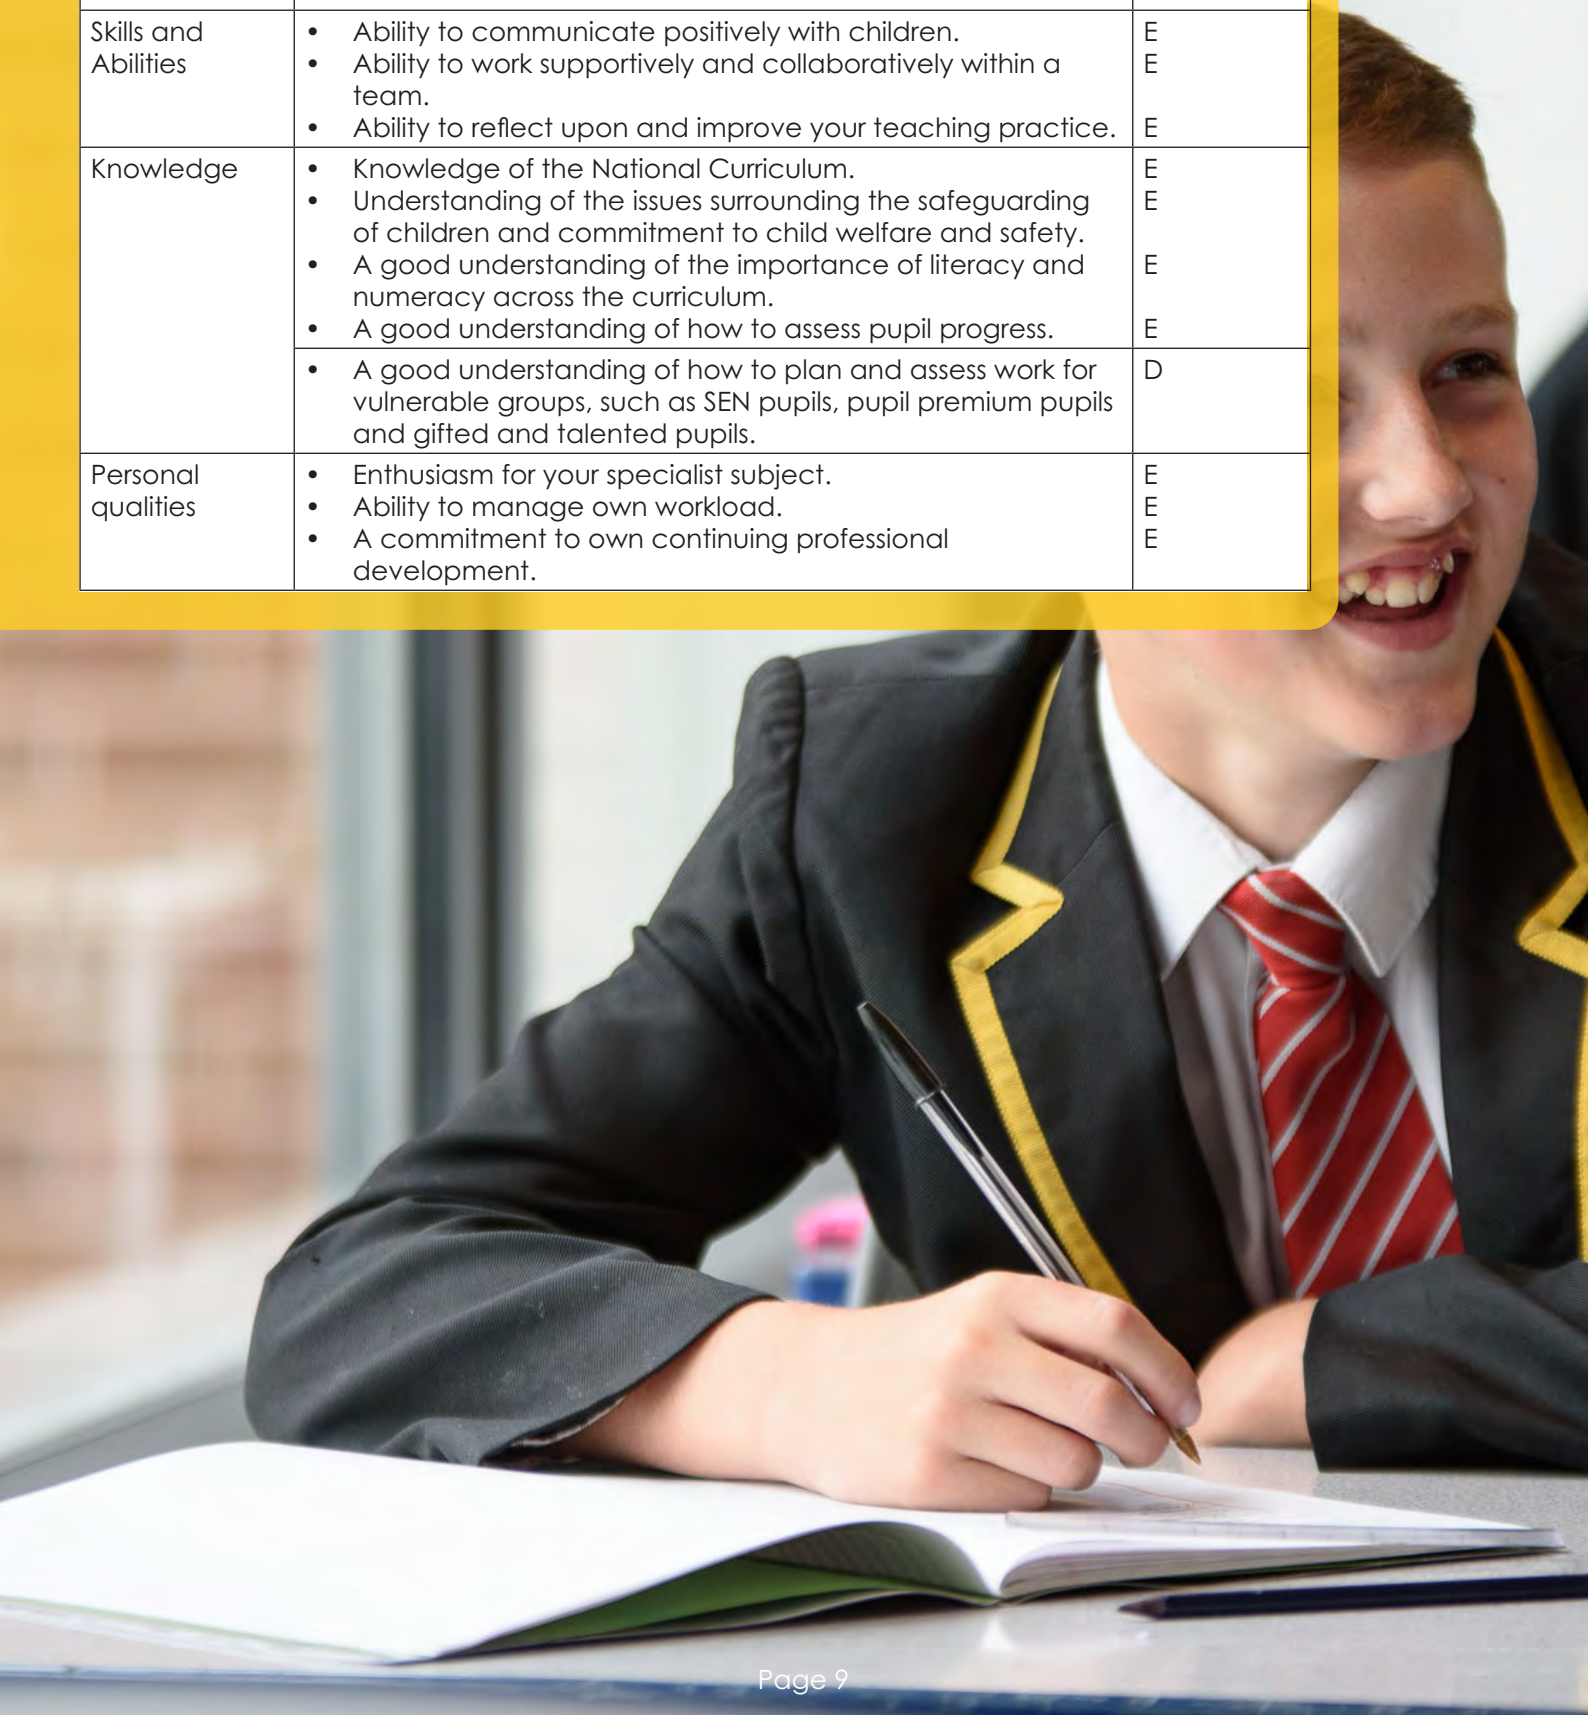 Skills and
Abilities
• Ability to communicate positively with children. E
• Ability to work supportively and collaboratively within a E
team.
• Ability to reflect upon and improve your teaching practice. E
Knowledge
• Knowledge of the National Curriculum. E
• Understanding of the issues surrounding the safeguarding E
of children and commitment to child welfare and safety.
• A good understanding of the importance of literacy and E
numeracy across the curriculum.
• A good understanding of how to assess pupil progress. E
• A good understanding of how to plan and assess work for D
vulnerable groups, such as SEN pupils, pupil premium pupils
and gifted and talented pupils.
Personal
qualities
• Enthusiasm for your specialist subject. E
• Ability to manage own workload. E
• A commitment to own continuing professional E
development.
Page 9